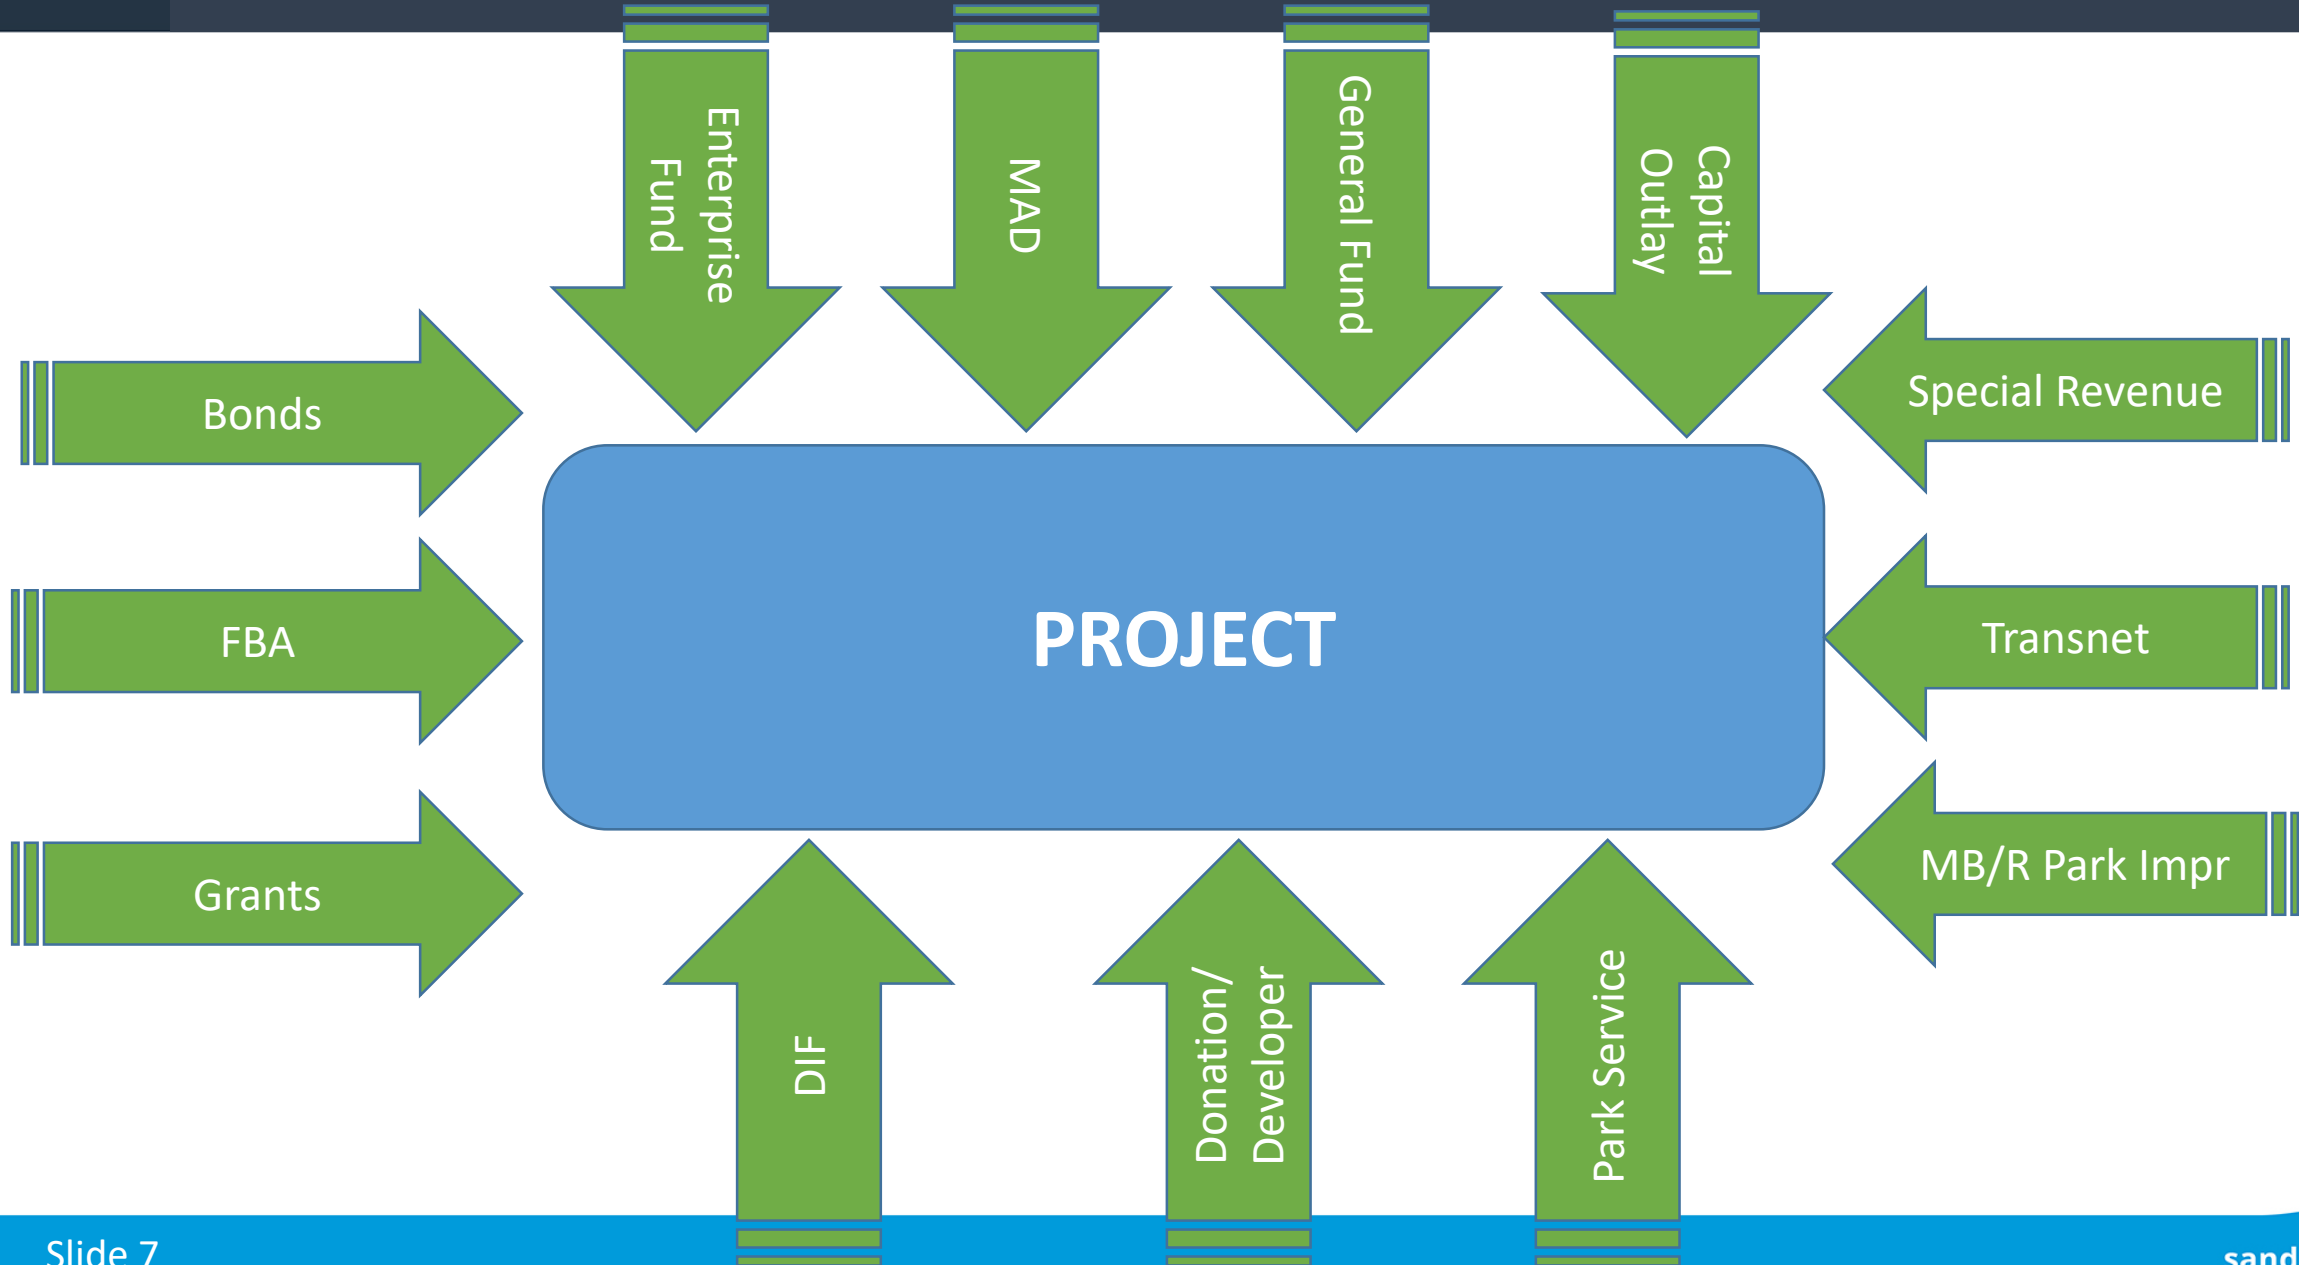 Enterprise
Fund
MAD
General Fund
Capital
Outlay
Bonds
Special Revenue
FBA
PROJECT
Transnet
Grants
MB/R Park Impr
DIF
Donation/
Developer
Park Service
Slide 7
sand